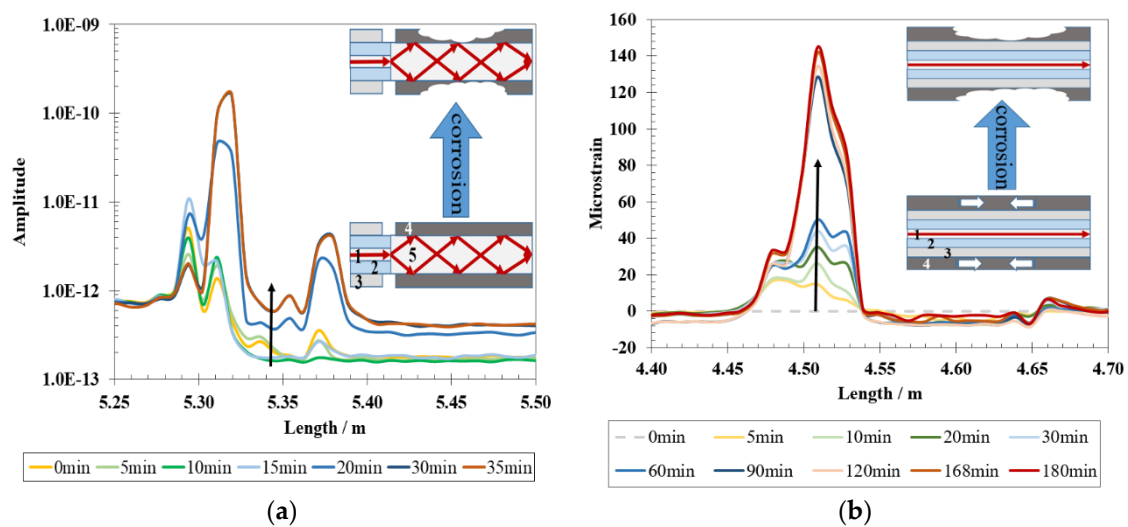 1.0E-09
1.0E-10
1.0E-11
1.0E-12
1.0E-13
Amplitude
5.25 5.30 5.35 5.40 5.45 5.50
Length / m
corrosion
4
1
2
5
3
0min 5min 10min 15min 20min 30min 35min
(a)
160
140
120
100
80
60
40
20
0
-20
Microstrain
4.40 4.45 4.50 4.55 4.60 4.65 4.70
Length / m
corrosion
1
2
3
4
0min 5min 10min 20min 30min
60min 90min 120min 168min 180min
(b)